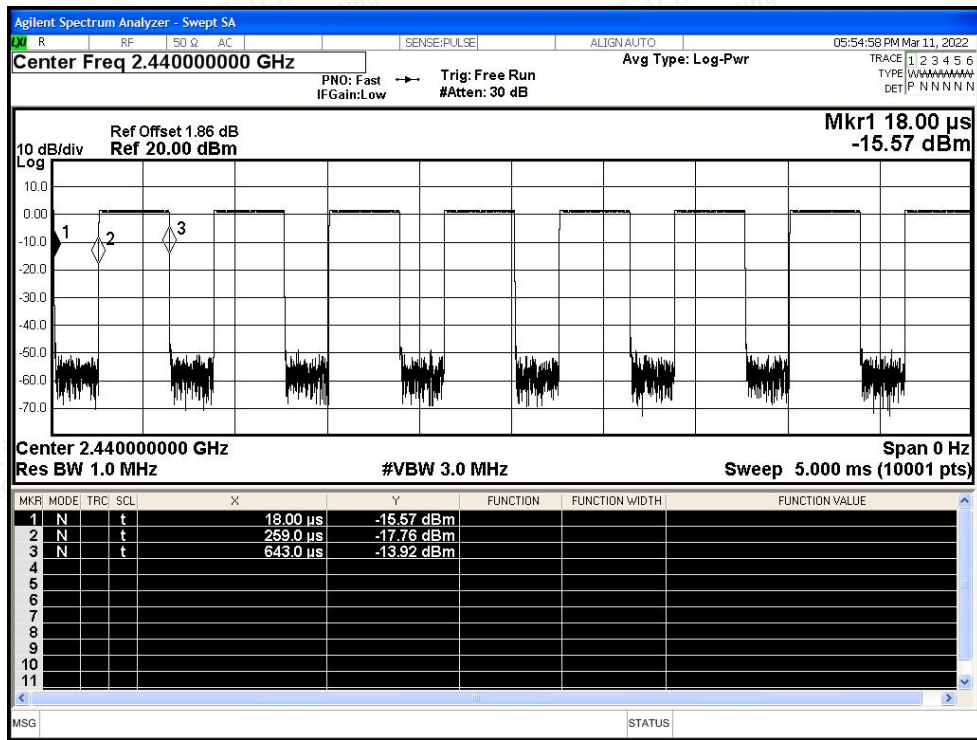 Agilent Spectrum Analyzer - Swept SA
LXI R RF 50 Ω AC SENSE:PULSE ALIGN AUTO 05:54:58 PM Mar 11, 2022
Center Freq 2.440000000 GHz
PNO: Fast
IFGain:Low
Trig: Free Run
#Atten: 30 dB
Avg Type: Log-Pwr
TRACE 1 2 3 4 5 6
TYPE
DET P N N N N N
Ref Offset 1.86 dB
10 dB/div Ref 20.00 dBm
Log
Mkr1 18.00 µs
-15.57 dBm
10.0
0.00
-10.0
-20.0
-30.0
-40.0
-50.0
-60.0
-70.0
1
2
3
Center 2.440000000 GHz Span 0 Hz
Res BW 1.0 MHz #VBW 3.0 MHz Sweep 5.000 ms (10001 pts)
MKR MODE TRC SCL X Y FUNCTION FUNCTION WIDTH FUNCTION VALUE
1 N t 18.00 µs -15.57 dBm
2 N t 259.0 µs -17.76 dBm
3 N t 643.0 µs -13.92 dBm
4
5
6
7
8
9
10
11
MSG STATUS